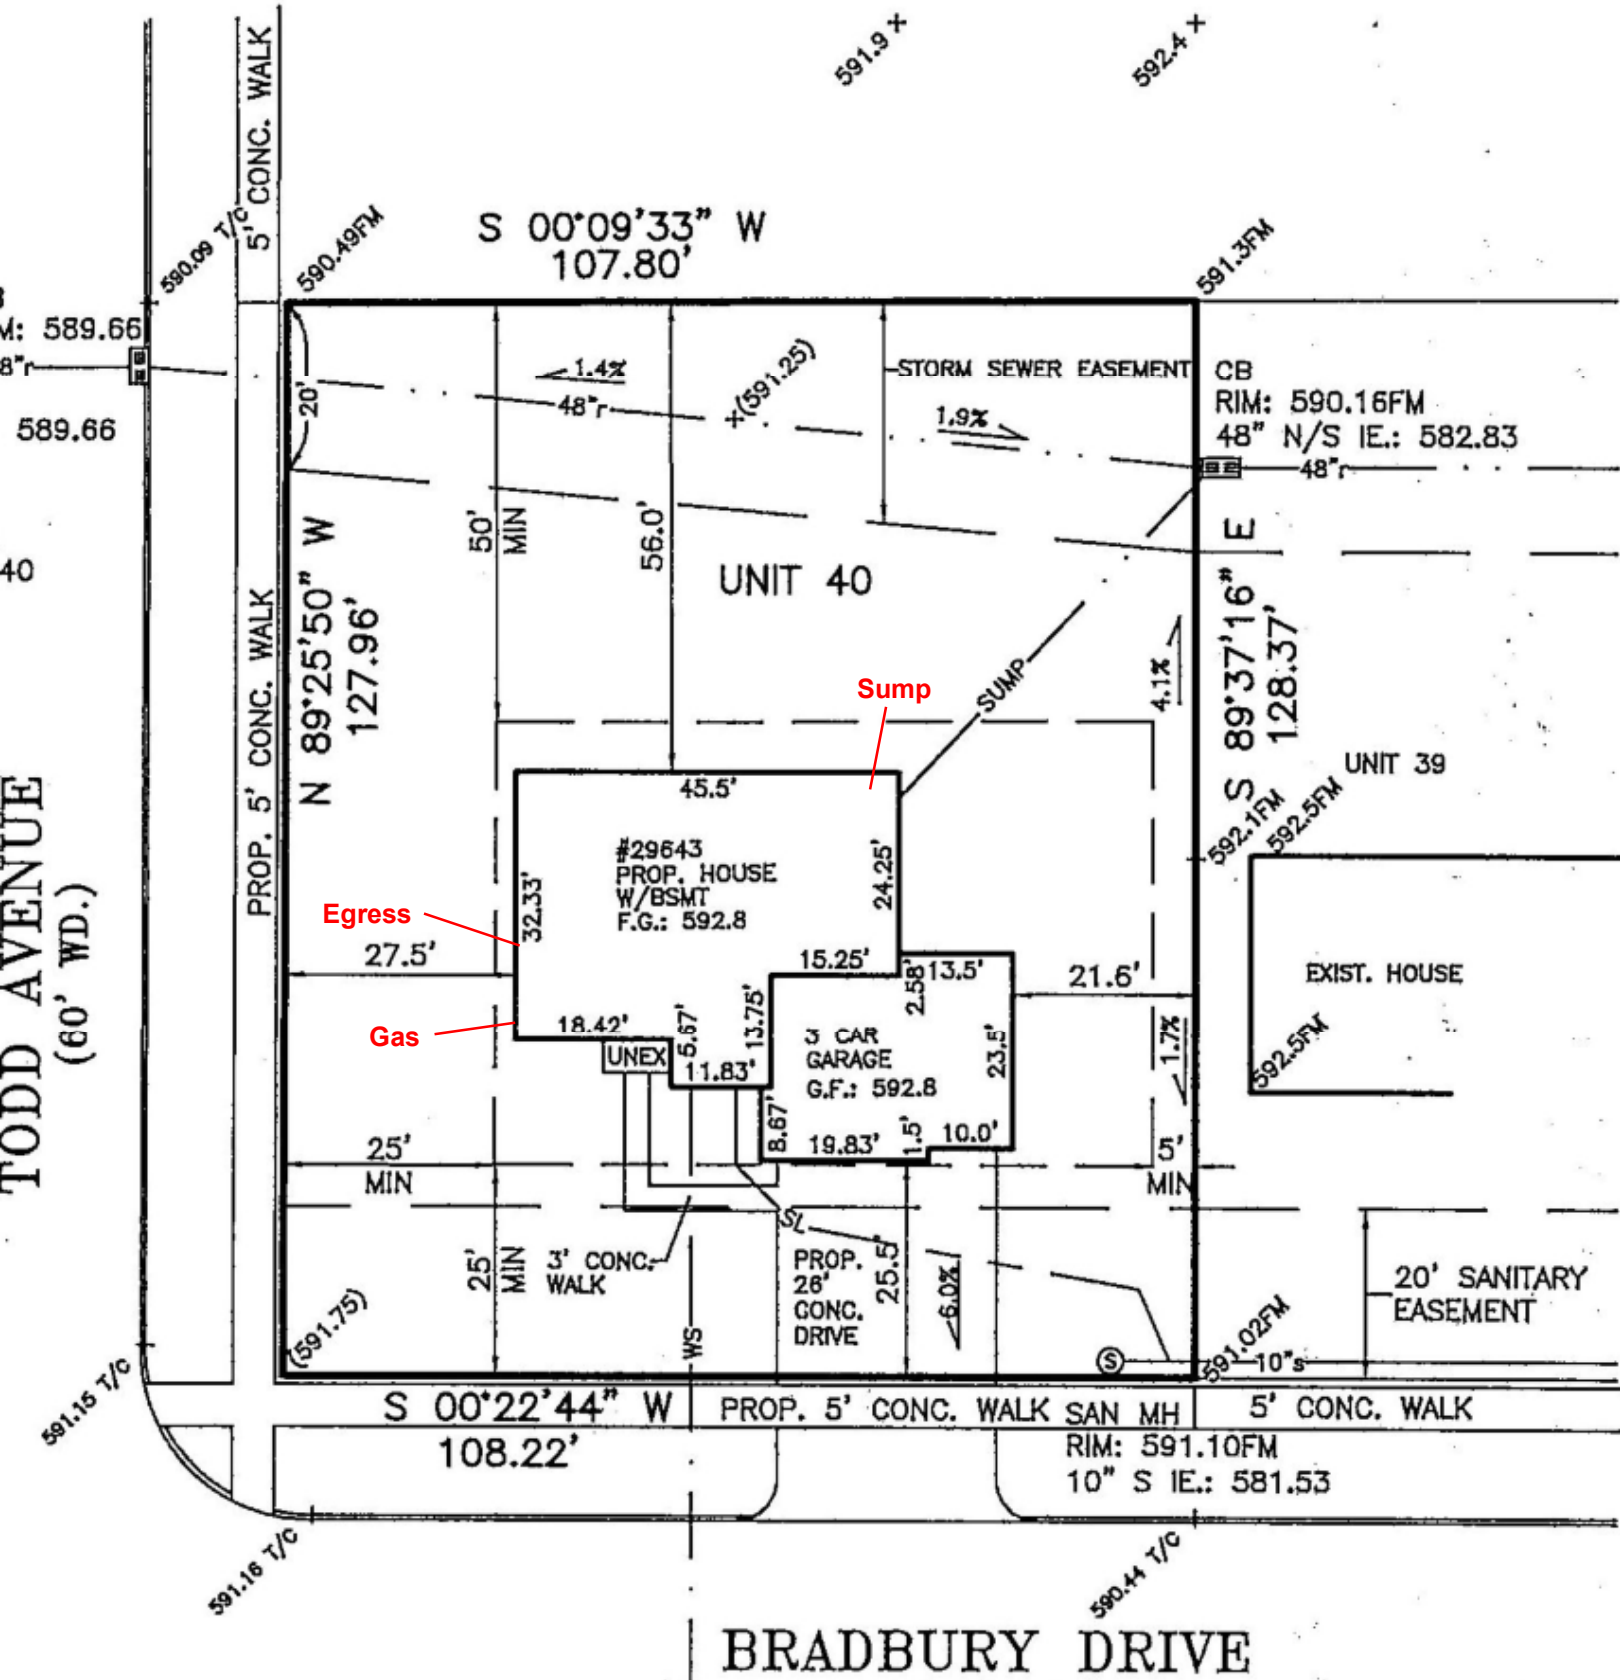 591.9
592.4
5' CONC. WALK
590.09 T/C
590.49FM
S 00°09'33" W
107.80'
591.3FM
M: 589.66
8"r
589.66
20'
1.4%
48"r
(591.25)
STORM SEWER EASEMENT
1.9%
CB
RIM: 590.16FM
48" N/S IE.: 582.83
48"r
50'
MIN
56.0'
UNIT 40
40
N 89°25'50" W
127.96'
PROP. 5' CONC. WALK
S 89°37'16" E
128.37'
4.1%
SUMP
Sump
UNIT 39
45.5'
#29643
PROP. HOUSE
W/BSMT
F.G.: 592.8
24.25'
32.33'
Egress
592.1FM
592.5FM
TODD AVENUE
(60' WD.)
27.5'
15.25'
2.58'
13.5'
21.6'
EXIST. HOUSE
Gas
18.42'
UNEX
5.67'
13.75'
11.83'
3 CAR
GARAGE
G.F.: 592.8
23.5'
1.7%
592.5FM
8.67'
19.83'
1.5'
10.0'
25'
MIN
5'
MIN
SL
25'
MIN
3' CONC.
WALK
PROP.
26'
CONC.
DRIVE
25.5'
6.0%
20' SANITARY
EASEMENT
(591.75)
WS
S
10"s
591.02FM
591.15 T/C
S 00°22'44" W
108.22'
PROP. 5' CONC. WALK
SAN MH
RIM: 591.10FM
10" S IE.: 581.53
5' CONC. WALK
591.16 T/C
590.44 T/C
BRADBURY DRIVE